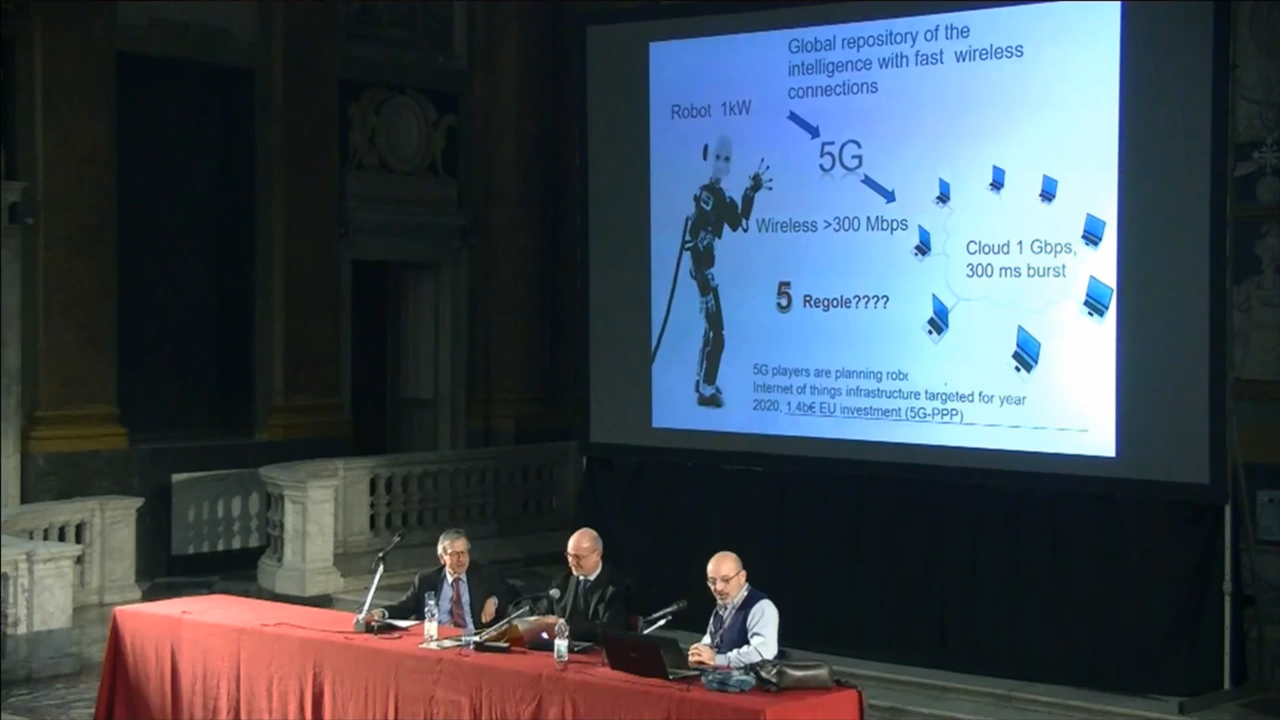 Global repository of the
intelligence with fast wireless
connections
Robot 1kW
5G
Wireless >300 Mbps
Cloud 1 Gbps,
300 ms burst
5 Regole????
5G players are planning
Internet of things infrastructure targeted for year
2020, 1.4b€ EU investment (5G-PPP)